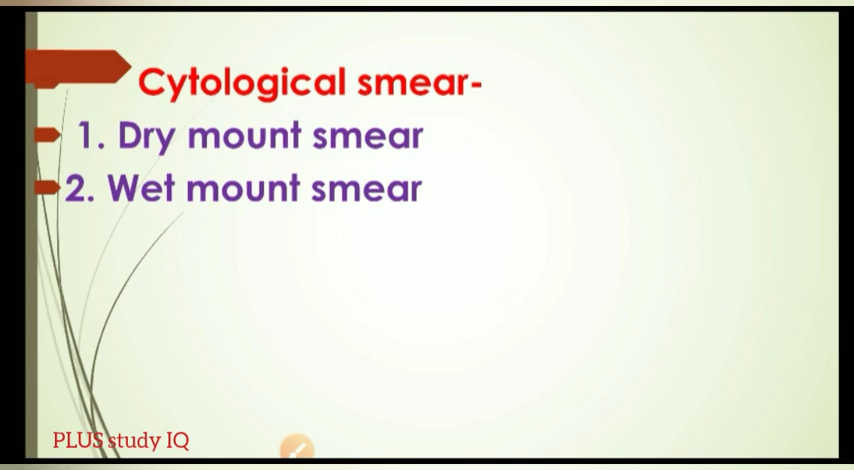 Cytological smear-
1. Dry mount smear
2. Wet mount smear
PLUS study IQ